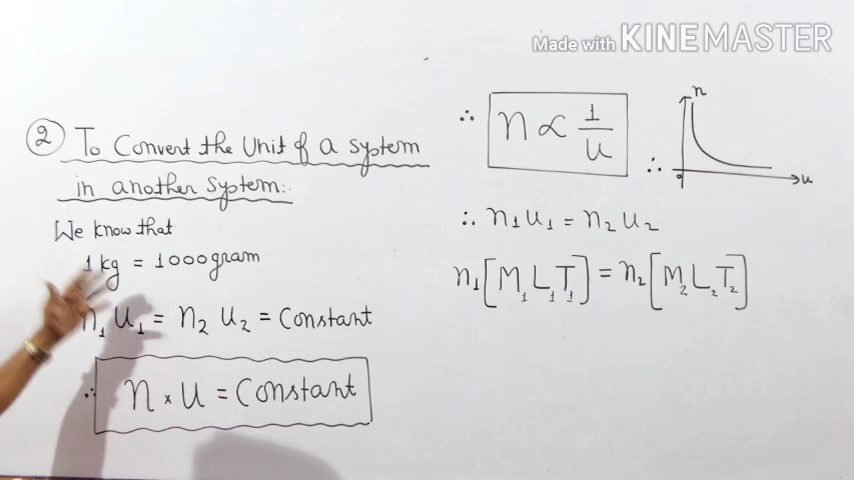 Made with KINEMASTER
2 To Convert the Unit of a System
in another System:.
We know that
1 kg = 1000 gram
n₁ U₁ = n₂ U₂ = Constant
∴ n × U = Constant
∴ n ∝ 1/u
∴ n
0 u
∴ n₁ U₁ = n₂ U₂
n₁[M₁ L₁ T₁] = n₂[M₂ L₂ T₂]